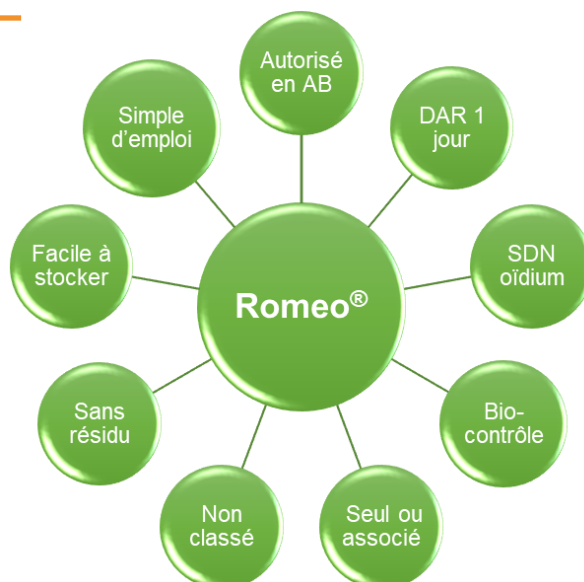 Autorisé
en AB
DAR 1
jour
SDN
oïdium
Bio-
contrôle
Seul ou
associé
Non
classé
Sans
résidu
Facile à
stocker
Simple
d’emploi
Romeo®